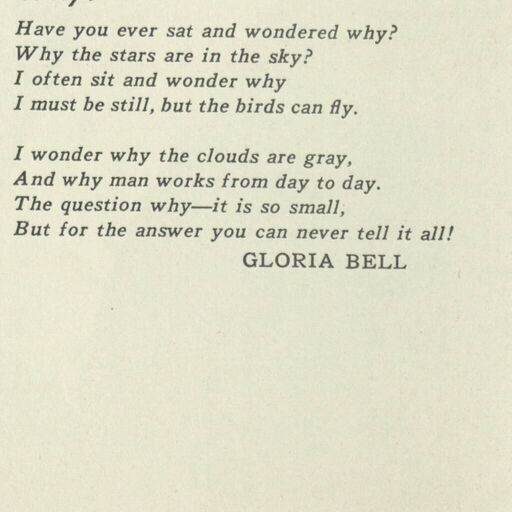 Have you ever sat and wondered why?
Why the stars are in the sky?
I often sit and wonder why
I must be still, but the birds can fly.
I wonder why the clouds are gray,
And why man works from day to day.
The question why—it is so small,
But for the answer you can never tell it all!
GLORIA BELL